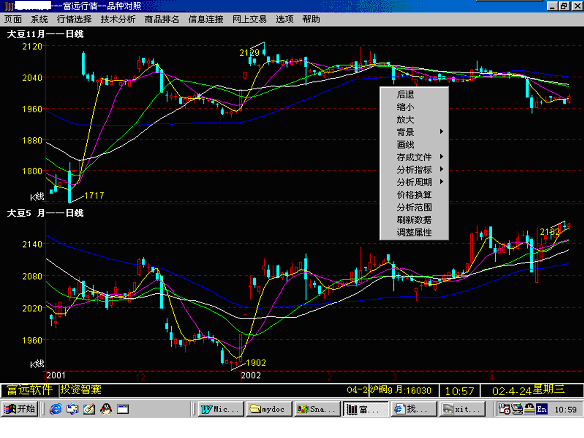 ---富远行情---品种对照
页面 系统 行情选择 技术分析 商品排名 信息连接 网上交易 选项 帮助
大豆11月---日线
2120
2129
2040
1960
1880
1800
K线
1717
后退
缩小
放大
背景
画线
存成文件
分析指标
分析周期
价格换算
分析范围
刷新数据
调整属性
大豆5 月---日线
2182
2140
2080
2020
1960
K线
1902
2001 12 2002 2 3 4
富远软件 投资智囊 04-22沪铜9月:16030 10:57 02-4-24星期三
开始 Mic... mydoc Sna... 富... 找... xit... En 10:59